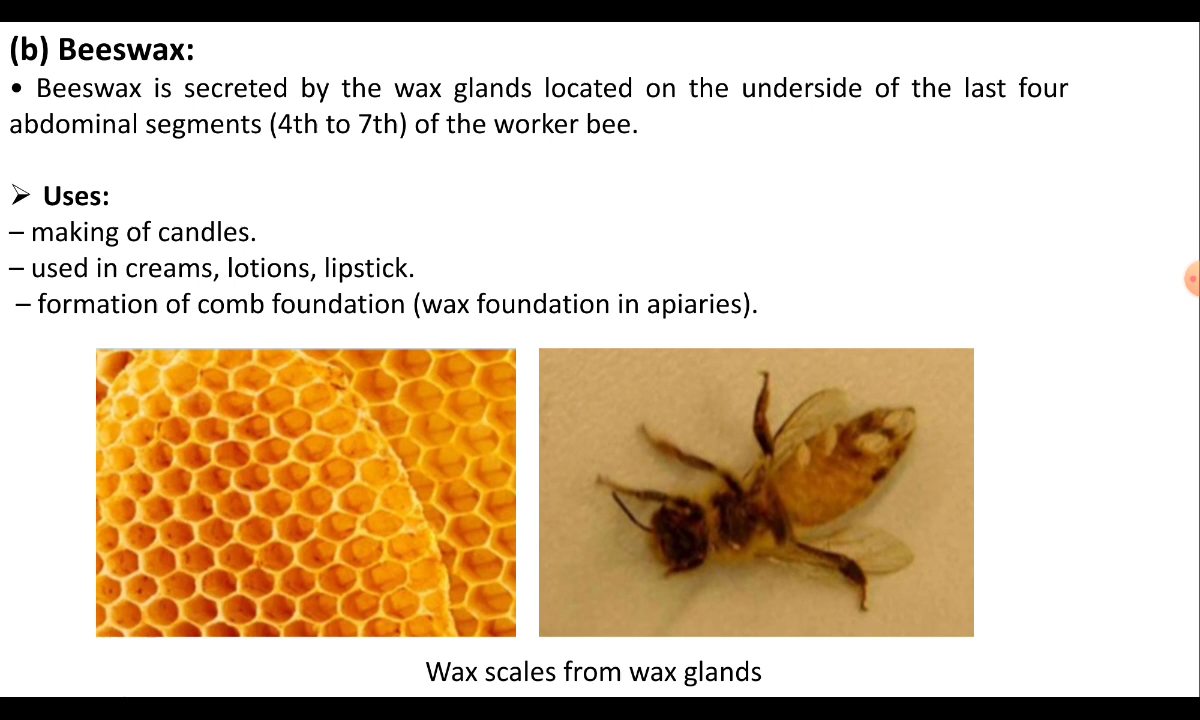 (b) Beeswax:
• Beeswax is secreted by the wax glands located on the underside of the last four
abdominal segments (4th to 7th) of the worker bee.
➢ Uses:
– making of candles.
– used in creams, lotions, lipstick.
– formation of comb foundation (wax foundation in apiaries).
Wax scales from wax glands